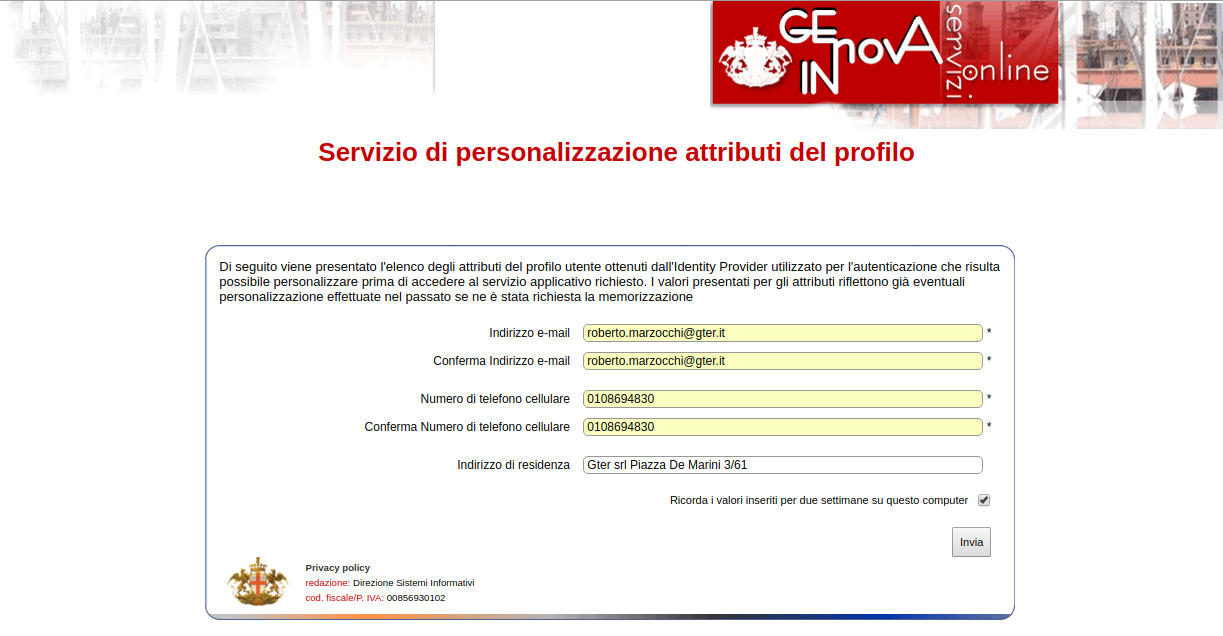 GE novA servizi
IN online
Servizio di personalizzazione attributi del profilo
Di seguito viene presentato l'elenco degli attributi del profilo utente ottenuti dall'Identity Provider utilizzato per l'autenticazione che risulta
possibile personalizzare prima di accedere al servizio applicativo richiesto. I valori presentati per gli attributi riflettono già eventuali
personalizzazione effettuate nel passato se ne è stata richiesta la memorizzazione
Indirizzo e-mail roberto.marzocchi@gter.it *
Conferma Indirizzo e-mail roberto.marzocchi@gter.it *
Numero di telefono cellulare 0108694830 *
Conferma Numero di telefono cellulare 0108694830 *
Indirizzo di residenza Gter srl Piazza De Marini 3/61
Ricorda i valori inseriti per due settimane su questo computer
Invia
Privacy policy
redazione: Direzione Sistemi Informativi
cod. fiscale/P. IVA: 00856930102